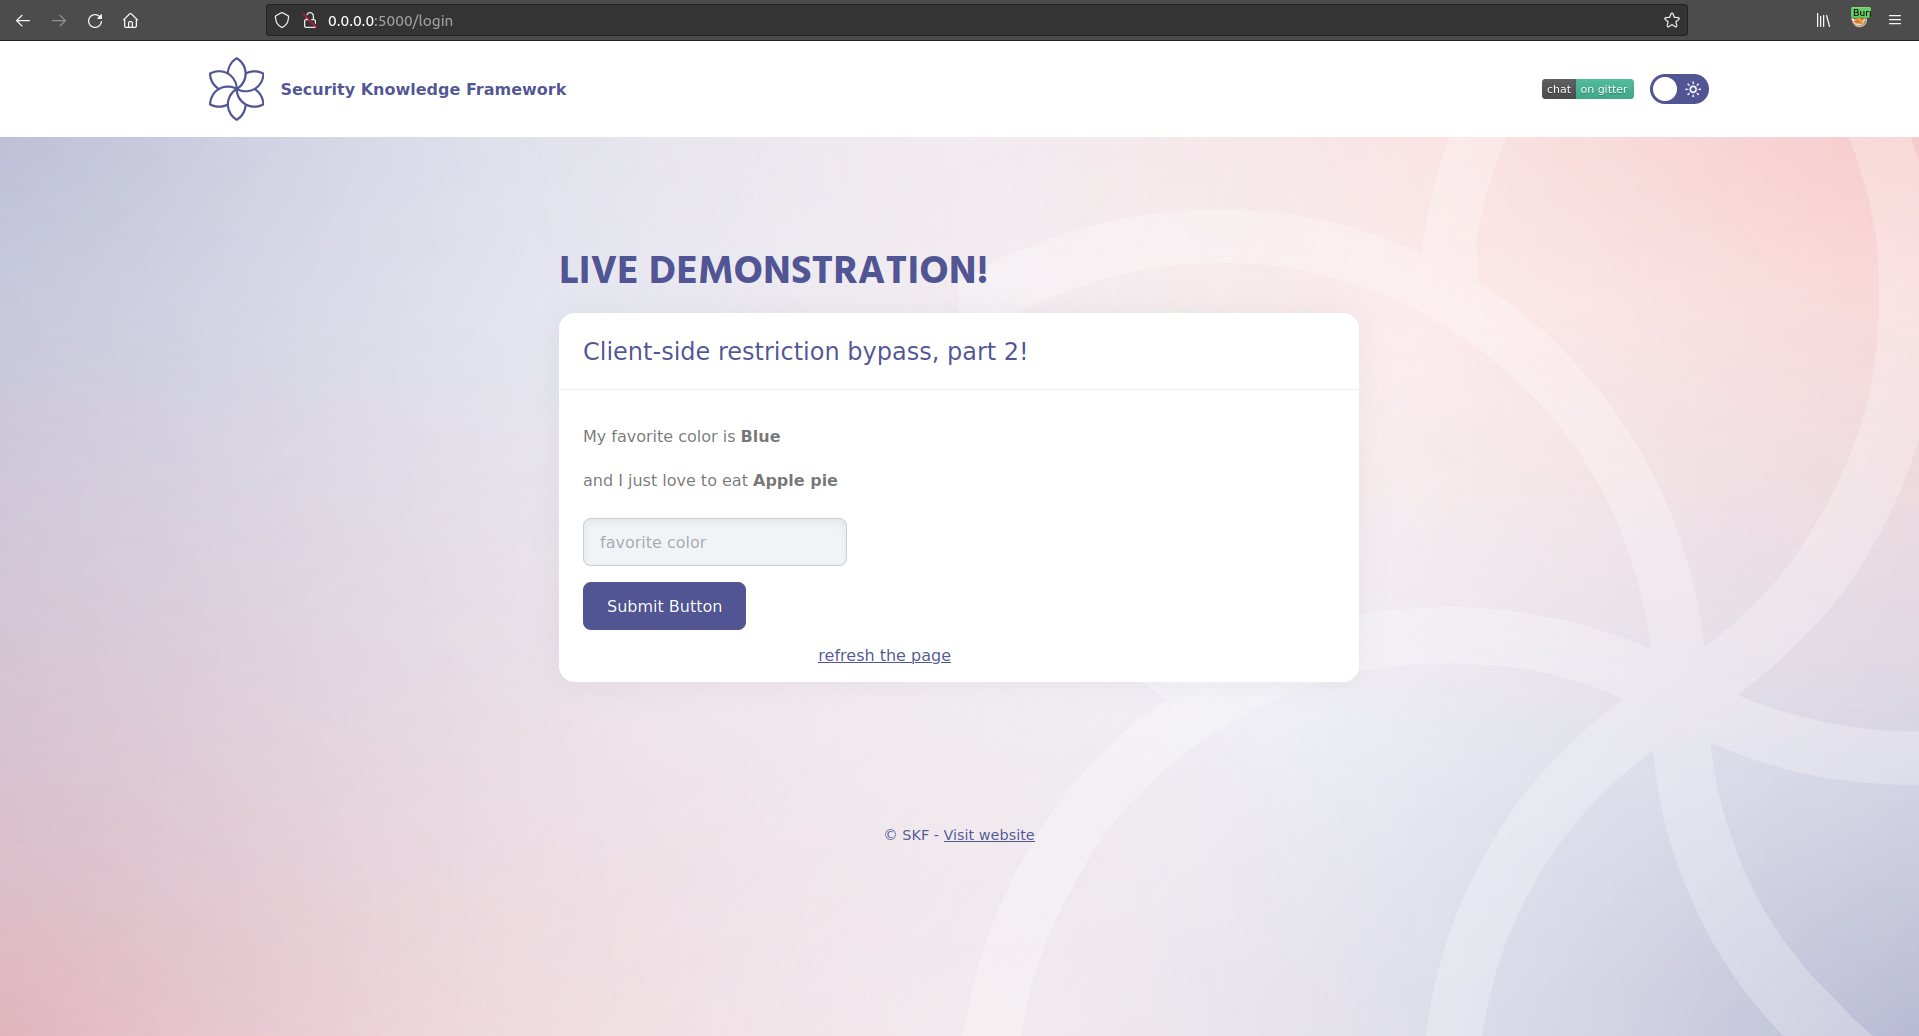 0.0.0.0:5000/login
Bur
Security Knowledge Framework
chat on gitter
LIVE DEMONSTRATION!
Client-side restriction bypass, part 2!
My favorite color is Blue
and I just love to eat Apple pie
favorite color
Submit Button
refresh the page
© SKF - Visit website